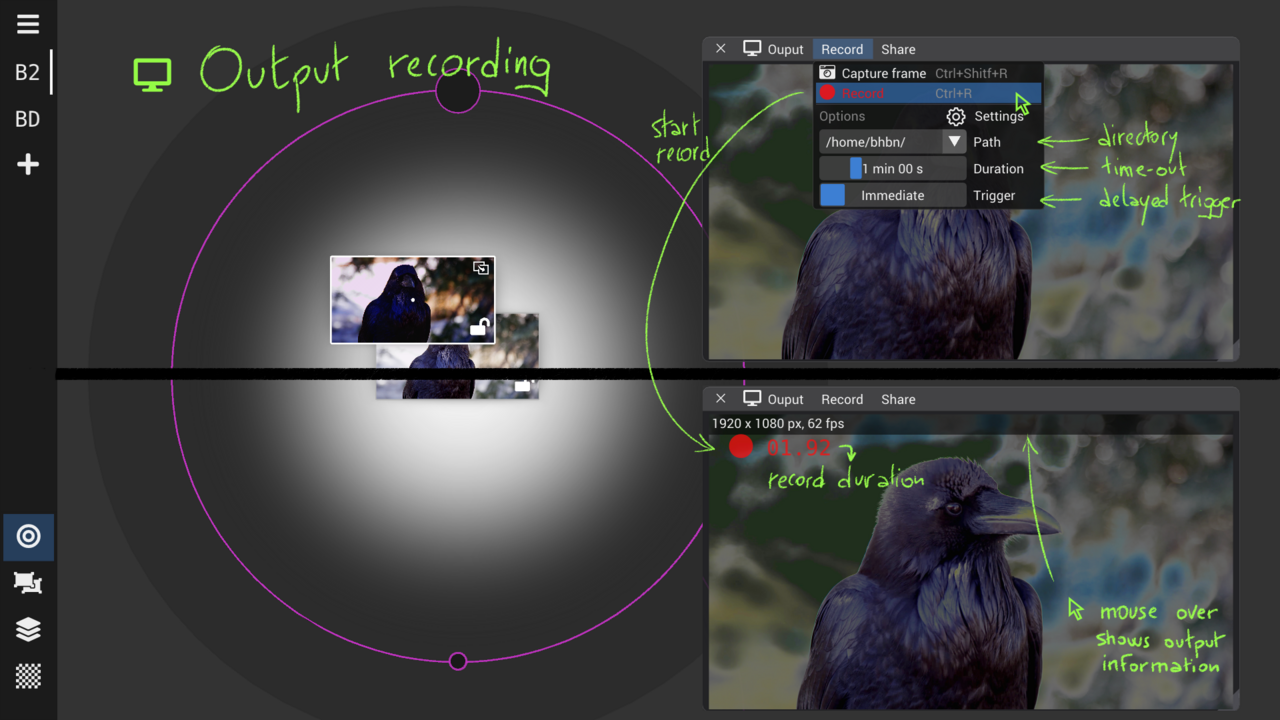 B2
BD
Output recording
Ouput Record Share
Capture frame Ctrl+Shitf+R
Record Ctrl+R
Options Settings
/home/bhbn/ Path
1 min 00 s Duration
Immediate Trigger
start
record
directory
time-out
delayed trigger
Ouput Record Share
1920 x 1080 px, 62 fps
01.92
record duration
mouse over
shows output
information